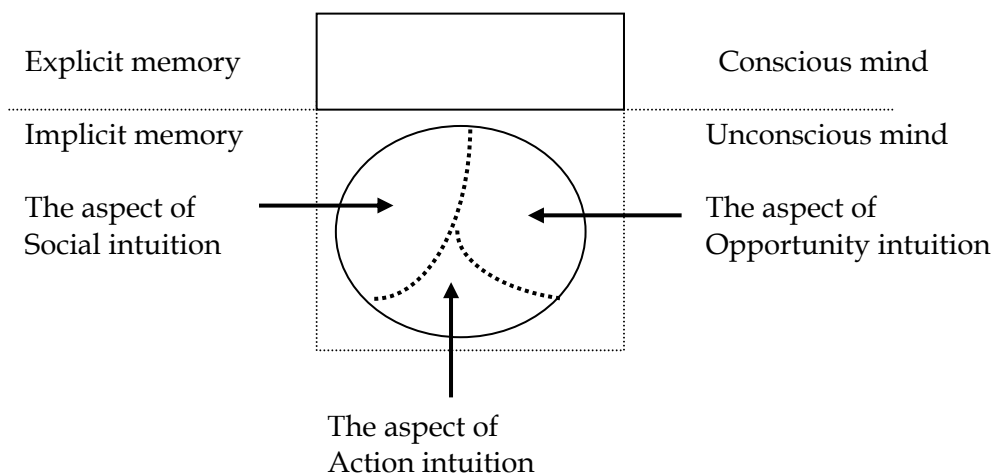 Explicit memory
Conscious mind
Implicit memory
Unconscious mind
The aspect of
Social intuition
The aspect of
Opportunity intuition
The aspect of
Action intuition